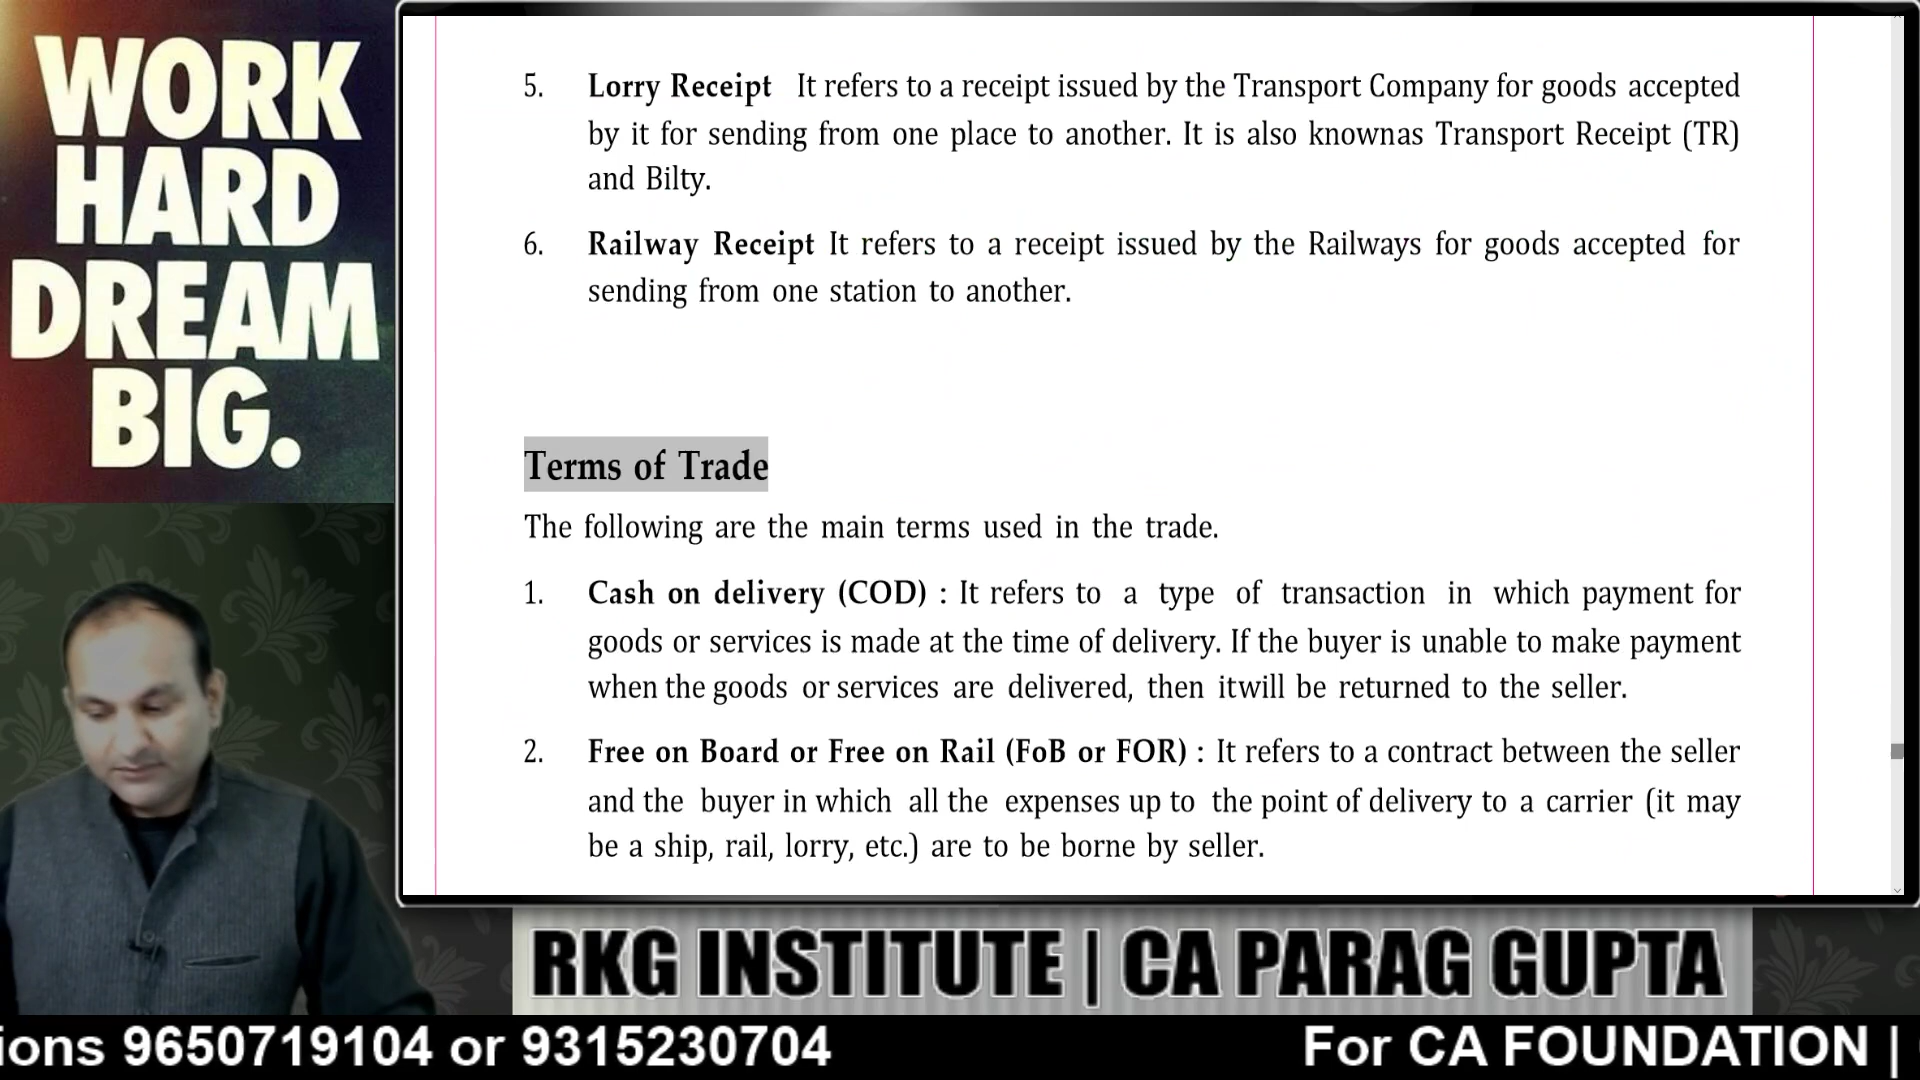 WORK
HARD
DREAM
BIG.
5. Lorry Receipt It refers to a receipt issued by the Transport Company for goods accepted
by it for sending from one place to another. It is also knownas Transport Receipt (TR)
and Bilty.
6. Railway Receipt It refers to a receipt issued by the Railways for goods accepted for
sending from one station to another.
Terms of Trade
The following are the main terms used in the trade.
1. Cash on delivery (COD) : It refers to a type of transaction in which payment for
goods or services is made at the time of delivery. If the buyer is unable to make payment
when the goods or services are delivered, then itwill be returned to the seller.
2. Free on Board or Free on Rail (FoB or FOR) : It refers to a contract between the seller
and the buyer in which all the expenses up to the point of delivery to a carrier (it may
be a ship, rail, lorry, etc.) are to be borne by seller.
RKG INSTITUTE | CA PARAG GUPTA
ions 9650719104 or 9315230704 For CA FOUNDATION |